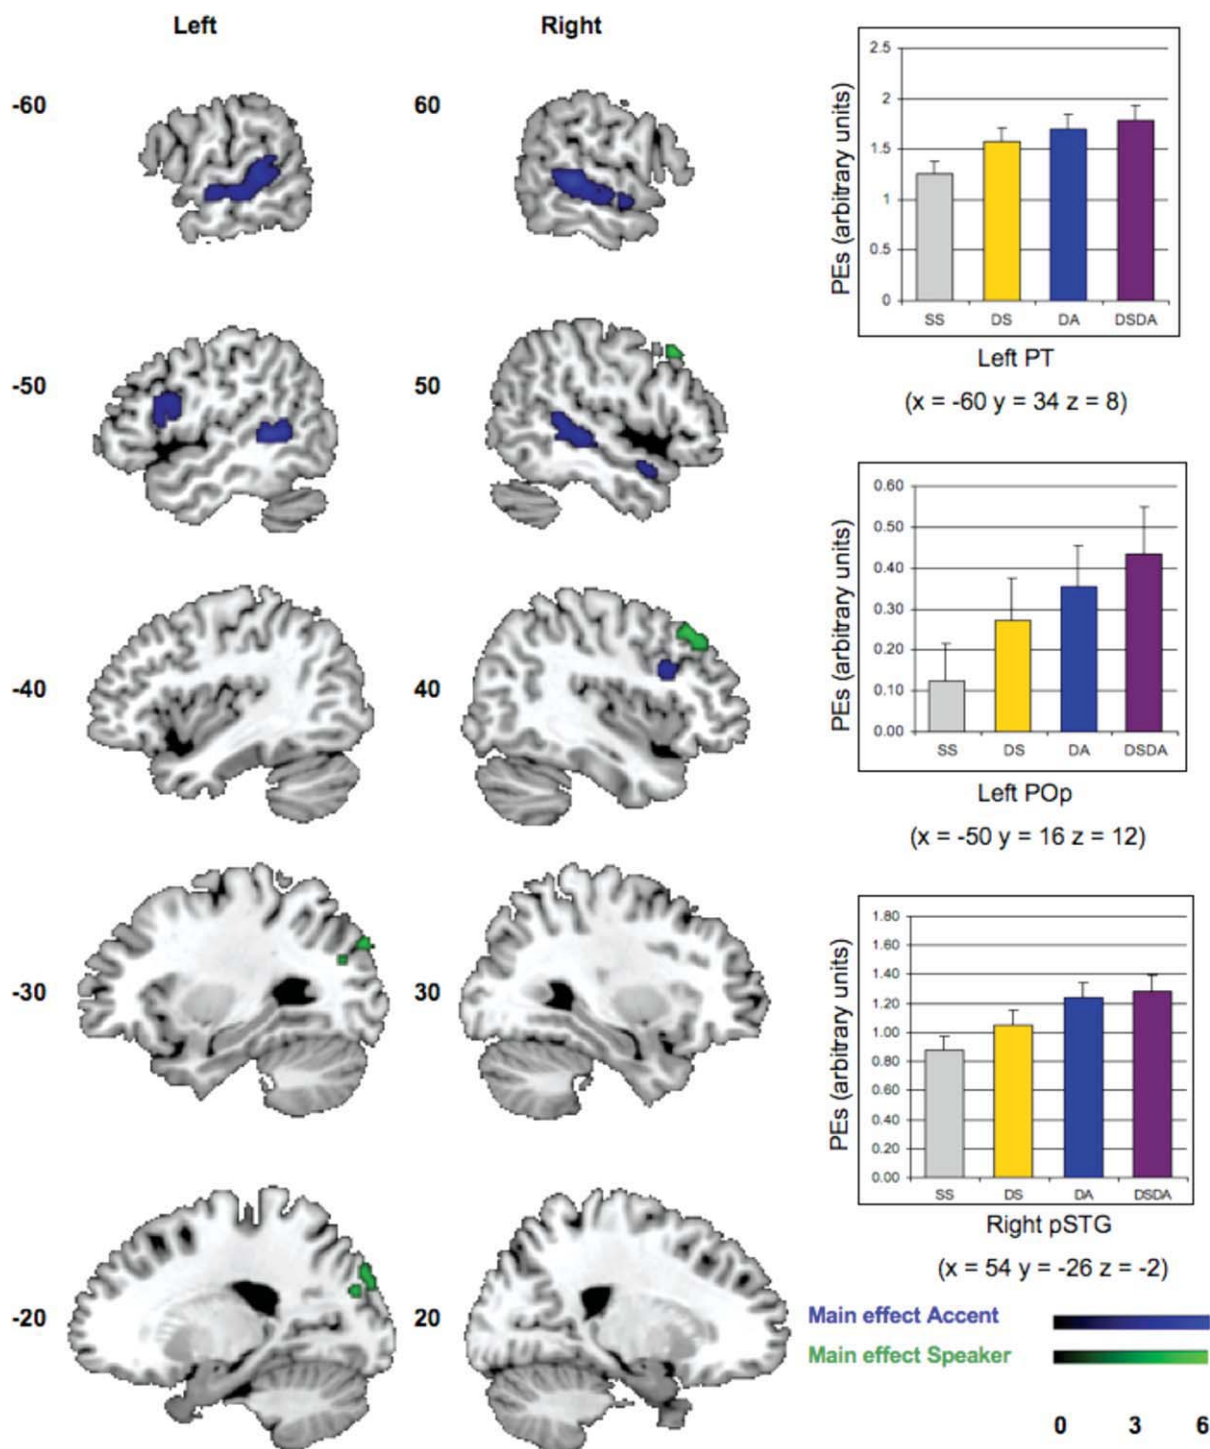 Left
Right
-60
60
-50
50
-40
40
-30
30
-20
20
2.5
2
1.5
1
0.5
0
PEs (arbitrary units)
SS DS DA DSDA
Left PT
(x = -60 y = 34 z = 8)
0.60
0.50
0.40
0.30
0.20
0.10
0.00
PEs (arbitrary units)
SS DS DA DSDA
Left POp
(x = -50 y = 16 z = 12)
1.80
1.60
1.40
1.20
1.00
0.80
0.60
0.40
0.20
0.00
PEs (arbitrary units)
SS DS DA DSDA
Right pSTG
(x = 54 y = -26 z = -2)
Main effect Accent
Main effect Speaker
0 3 6